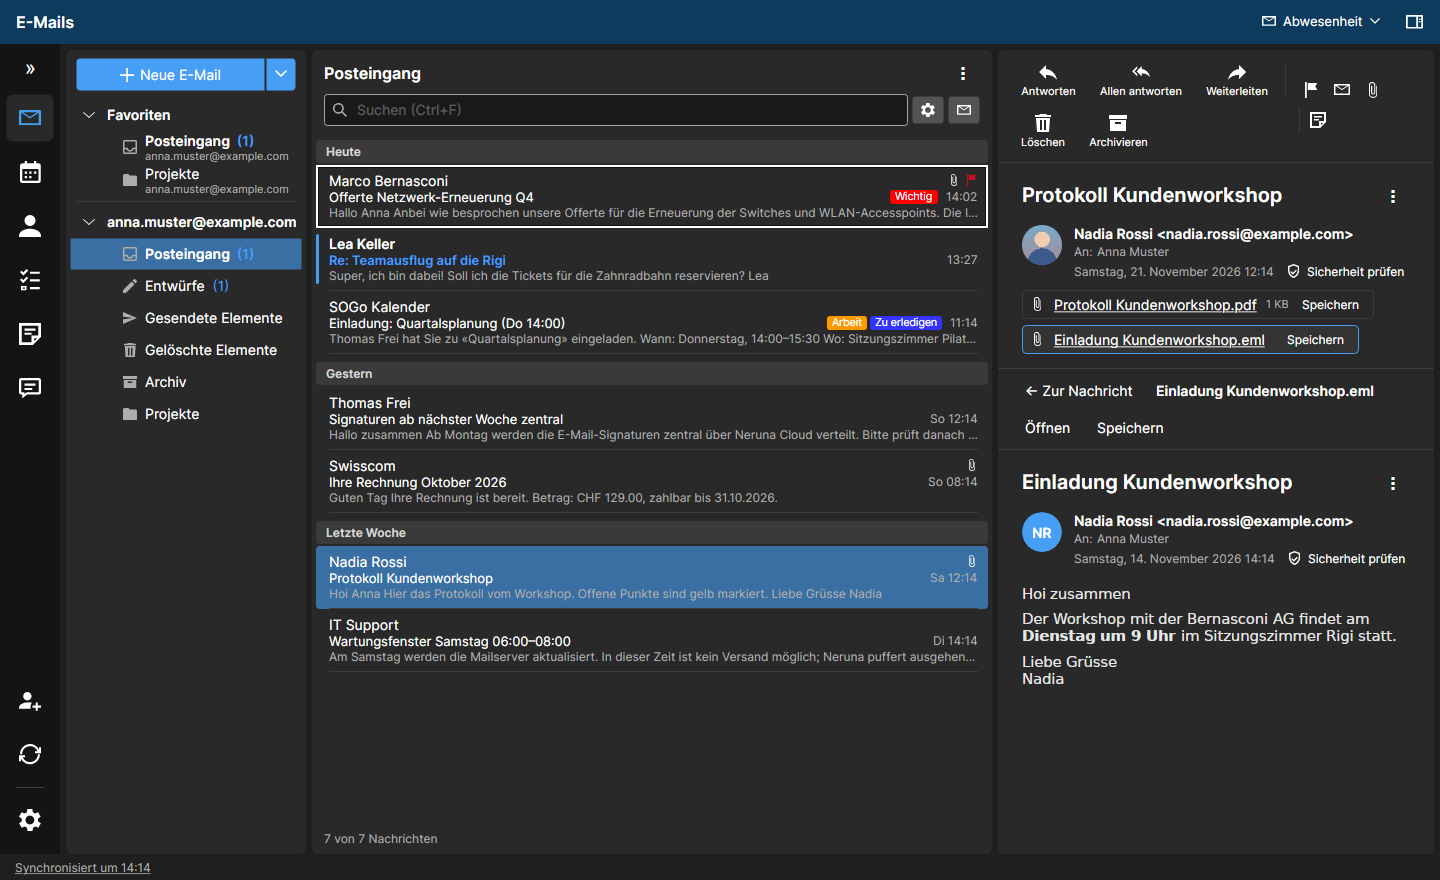 E-Mails
Abwesenheit
Neue E-Mail
Favoriten
Posteingang (1)
anna.muster@example.com
Projekte
anna.muster@example.com
anna.muster@example.com
Posteingang (1)
Entwürfe (1)
Gesendete Elemente
Gelöschte Elemente
Archiv
Projekte
Posteingang
Suchen (Ctrl+F)
Heute
Marco Bernasconi
Offerte Netzwerk-Erneuerung Q4 Wichtig 14:02
Hallo Anna Anbei wie besprochen unsere Offerte für die Erneuerung der Switches und WLAN-Accesspoints. Die I...
Lea Keller
Re: Teamausflug auf die Rigi 13:27
Super, ich bin dabei! Soll ich die Tickets für die Zahnradbahn reservieren? Lea
SOGo Kalender
Einladung: Quartalsplanung (Do 14:00) Arbeit Zu erledigen 11:14
Thomas Frei hat Sie zu «Quartalsplanung» eingeladen. Wann: Donnerstag, 14:00–15:30 Wo: Sitzungszimmer Pilat...
Gestern
Thomas Frei
Signaturen ab nächster Woche zentral So 12:14
Hallo zusammen Ab Montag werden die E-Mail-Signaturen zentral über Neruna Cloud verteilt. Bitte prüft danach ...
Swisscom
Ihre Rechnung Oktober 2026 So 08:14
Guten Tag Ihre Rechnung ist bereit. Betrag: CHF 129.00, zahlbar bis 31.10.2026.
Letzte Woche
Nadia Rossi
Protokoll Kundenworkshop Sa 12:14
Hoi Anna Hier das Protokoll vom Workshop. Offene Punkte sind gelb markiert. Liebe Grüsse Nadia
IT Support
Wartungsfenster Samstag 06:00–08:00 Di 14:14
Am Samstag werden die Mailserver aktualisiert. In dieser Zeit ist kein Versand möglich; Neruna puffert ausgehen...
7 von 7 Nachrichten
Antworten Allen antworten Weiterleiten
Löschen Archivieren
Protokoll Kundenworkshop
Nadia Rossi <nadia.rossi@example.com>
An: Anna Muster
Samstag, 21. November 2026 12:14 Sicherheit prüfen
Protokoll Kundenworkshop.pdf 1 KB Speichern
Einladung Kundenworkshop.eml Speichern
← Zur Nachricht Einladung Kundenworkshop.eml
Öffnen Speichern
Einladung Kundenworkshop
NR
Nadia Rossi <nadia.rossi@example.com>
An: Anna Muster
Samstag, 14. November 2026 14:14 Sicherheit prüfen
Hoi zusammen
Der Workshop mit der Bernasconi AG findet am
Dienstag um 9 Uhr im Sitzungszimmer Rigi statt.
Liebe Grüsse
Nadia
Synchronisiert um 14:14